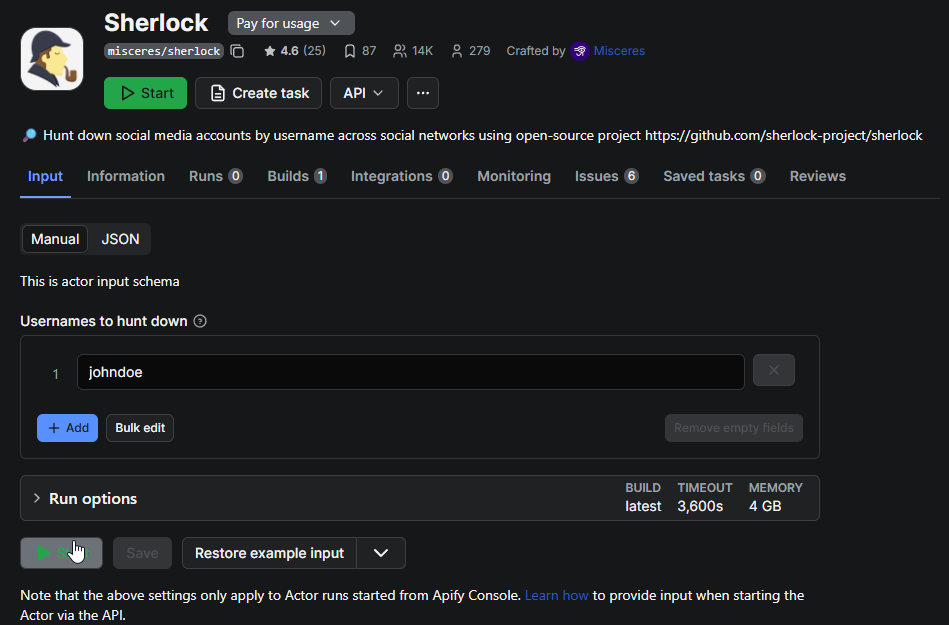 Sherlock
Pay for usage
misceres/sherlock 4.6 (25) 87 14K 279 Crafted by Misceres
Start Create task API ...
Hunt down social media accounts by username across social networks using open-source project https://github.com/sherlock-project/sherlock
Input Information Runs 0 Builds 1 Integrations 0 Monitoring Issues 6 Saved tasks 0 Reviews
Manual JSON
This is actor input schema
Usernames to hunt down ?
1 johndoe
+ Add Bulk edit Remove empty fields
Run options BUILD TIMEOUT MEMORY
latest 3,600s 4 GB
Save Restore example input
Note that the above settings only apply to Actor runs started from Apify Console. Learn how to provide input when starting the
Actor via the API.